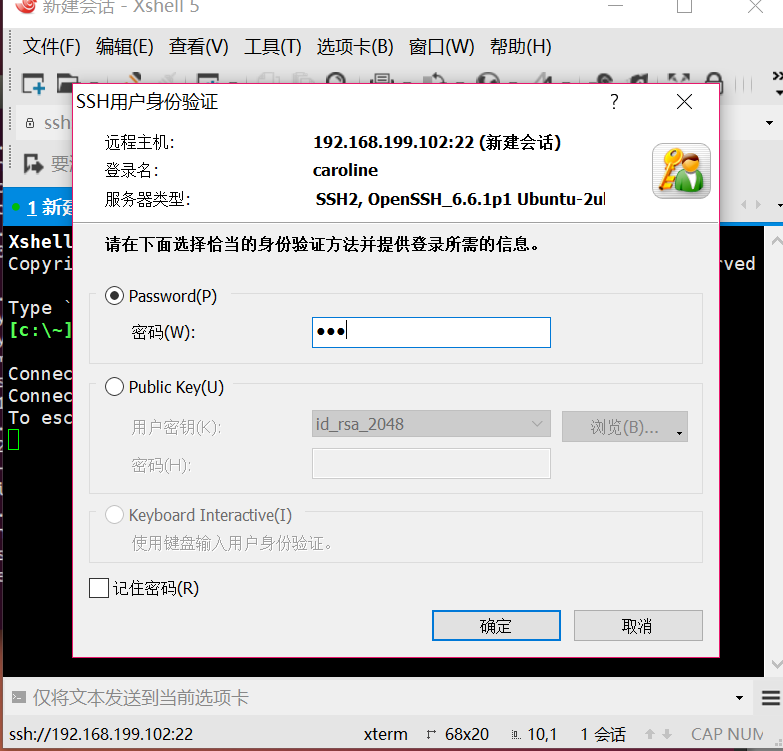 新建会话 - Xshell 5
文件(F) 编辑(E) 查看(V) 工具(T) 选项卡(B) 窗口(W) 帮助(H)
SSH用户身份验证
ssh
远程主机: 192.168.199.102:22 (新建会话)
登录名: caroline
服务器类型: SSH2, OpenSSH_6.6.1p1 Ubuntu-2ul
要
1 新建
请在下面选择恰当的身份验证方法并提供登录所需的信息。
Xshell
Copyri
rved
Type `
[c:\~]
Connec
Connec
To esc
Password(P)
密码(W): ●●●
Public Key(U)
用户密钥(K): id_rsa_2048 浏览(B)...
密码(H):
Keyboard Interactive(I)
使用键盘输入用户身份验证。
记住密码(R)
确定 取消
仅将文本发送到当前选项卡
ssh://192.168.199.102:22 xterm 68x20 10,1 1 会话 CAP NUM